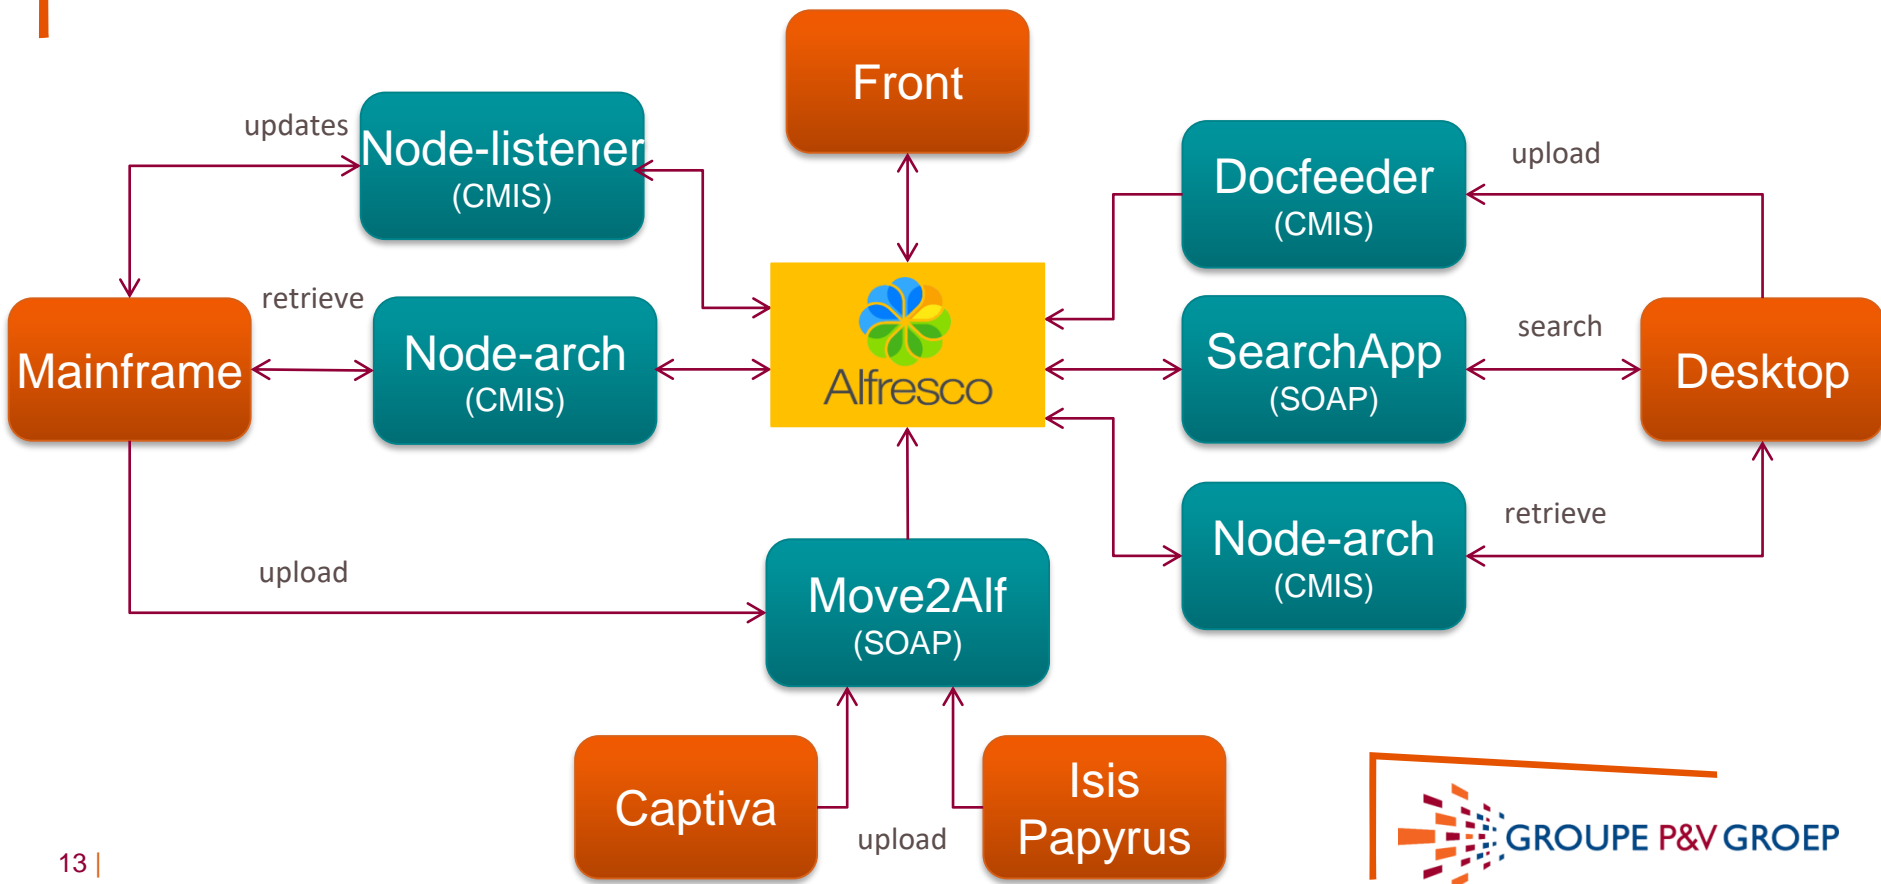 Front
updates
Node-listener
(CMIS)
Docfeeder
(CMIS)
upload
retrieve
Mainframe
Node-arch
(CMIS)
Alfresco
SearchApp
(SOAP)
search
Desktop
Node-arch
(CMIS)
retrieve
upload
Move2Alf
(SOAP)
Captiva
upload
Isis
Papyrus
GROUPE P&V GROEP
13 |